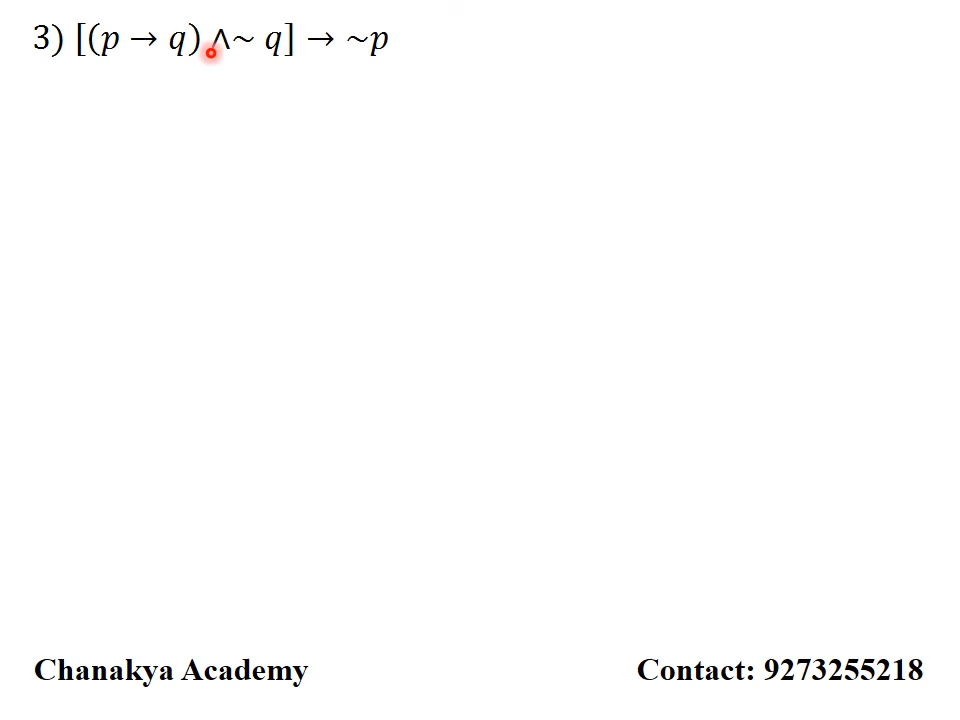 3) [(p → q) ∧~ q] → ~p
Chanakya Academy
Contact: 9273255218